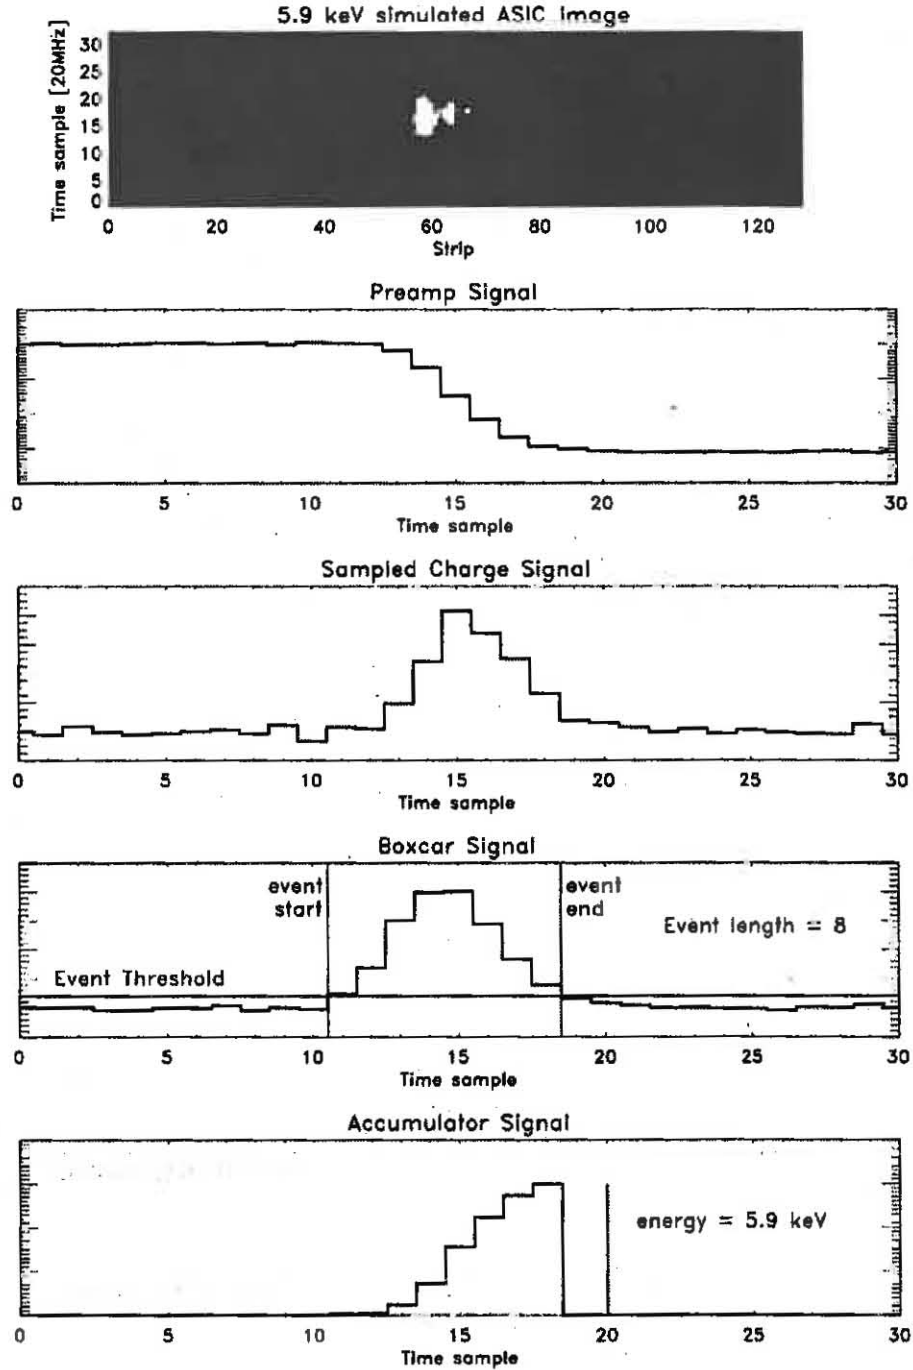 5.9 keV simulated ASIC image
Time sample [20MHz]
30
25
20
15
10
5
0
0 20 40 60 80 100 120
Strip
Preamp Signal
0 5 10 15 20 25 30
Time sample
Sampled Charge Signal
0 5 10 15 20 25 30
Time sample
Boxcar Signal
event start
event end
Event length = 8
Event Threshold
0 5 10 15 20 25 30
Time sample
Accumulator Signal
energy = 5.9 keV
0 5 10 15 20 25 30
Time sample